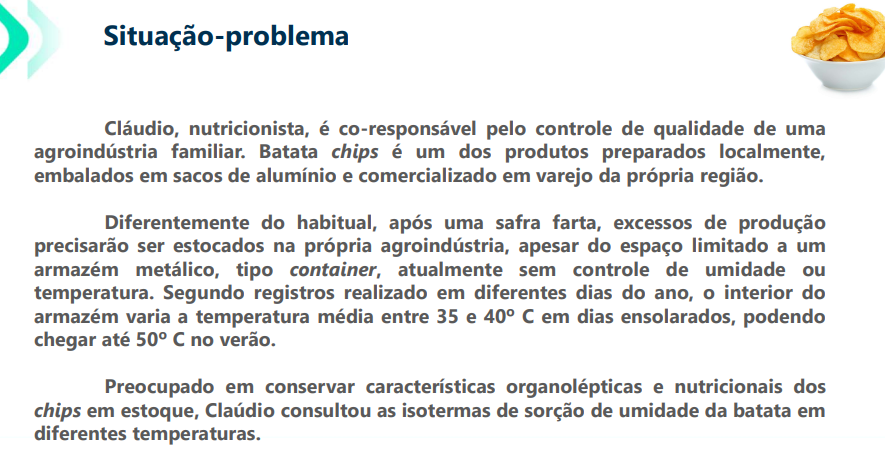 Situação-problema
Cláudio, nutricionista, é co-responsável pelo controle de qualidade de uma
agroindústria familiar. Batata chips é um dos produtos preparados localmente,
embalados em sacos de alumínio e comercializado em varejo da própria região.
Diferentemente do habitual, após uma safra farta, excessos de produção
precisarão ser estocados na própria agroindústria, apesar do espaço limitado a um
armazém metálico, tipo container, atualmente sem controle de umidade ou
temperatura. Segundo registros realizado em diferentes dias do ano, o interior do
armazém varia a temperatura média entre 35 e 40º C em dias ensolarados, podendo
chegar até 50º C no verão.
Preocupado em conservar características organolépticas e nutricionais dos
chips em estoque, Claúdio consultou as isotermas de sorção de umidade da batata em
diferentes temperaturas.